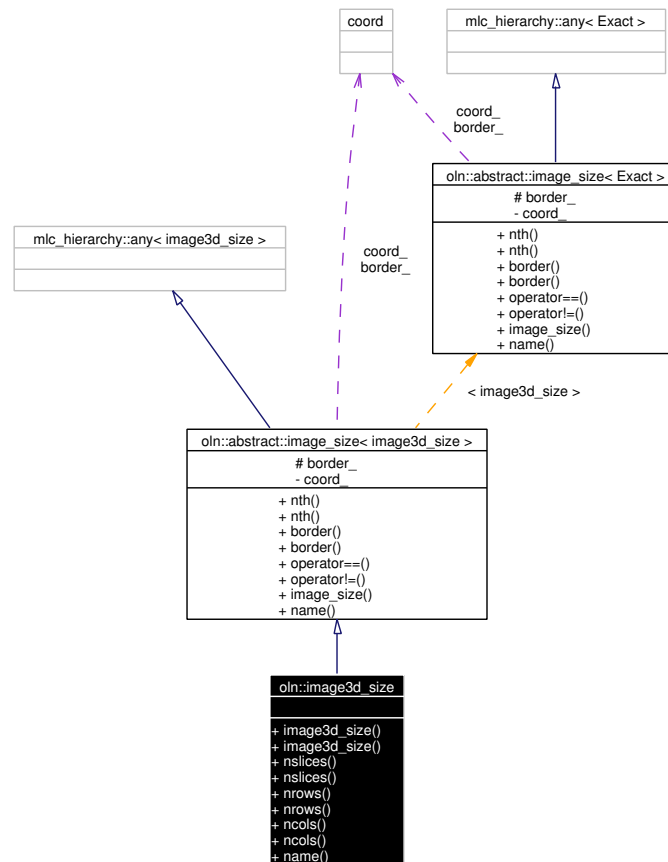 coord
mlc_hierarchy::any< Exact >
coord_
border_
oln::abstract::image_size< Exact >
# border_
- coord_
+ nth()
+ nth()
+ border()
+ border()
+ operator==()
+ operator!=()
+ image_size()
+ name()
mlc_hierarchy::any< image3d_size >
coord_
border_
< image3d_size >
oln::abstract::image_size< image3d_size >
# border_
- coord_
+ nth()
+ nth()
+ border()
+ border()
+ operator==()
+ operator!=()
+ image_size()
+ name()
oln::image3d_size
+ image3d_size()
+ image3d_size()
+ nslices()
+ nslices()
+ nrows()
+ nrows()
+ ncols()
+ ncols()
+ name()